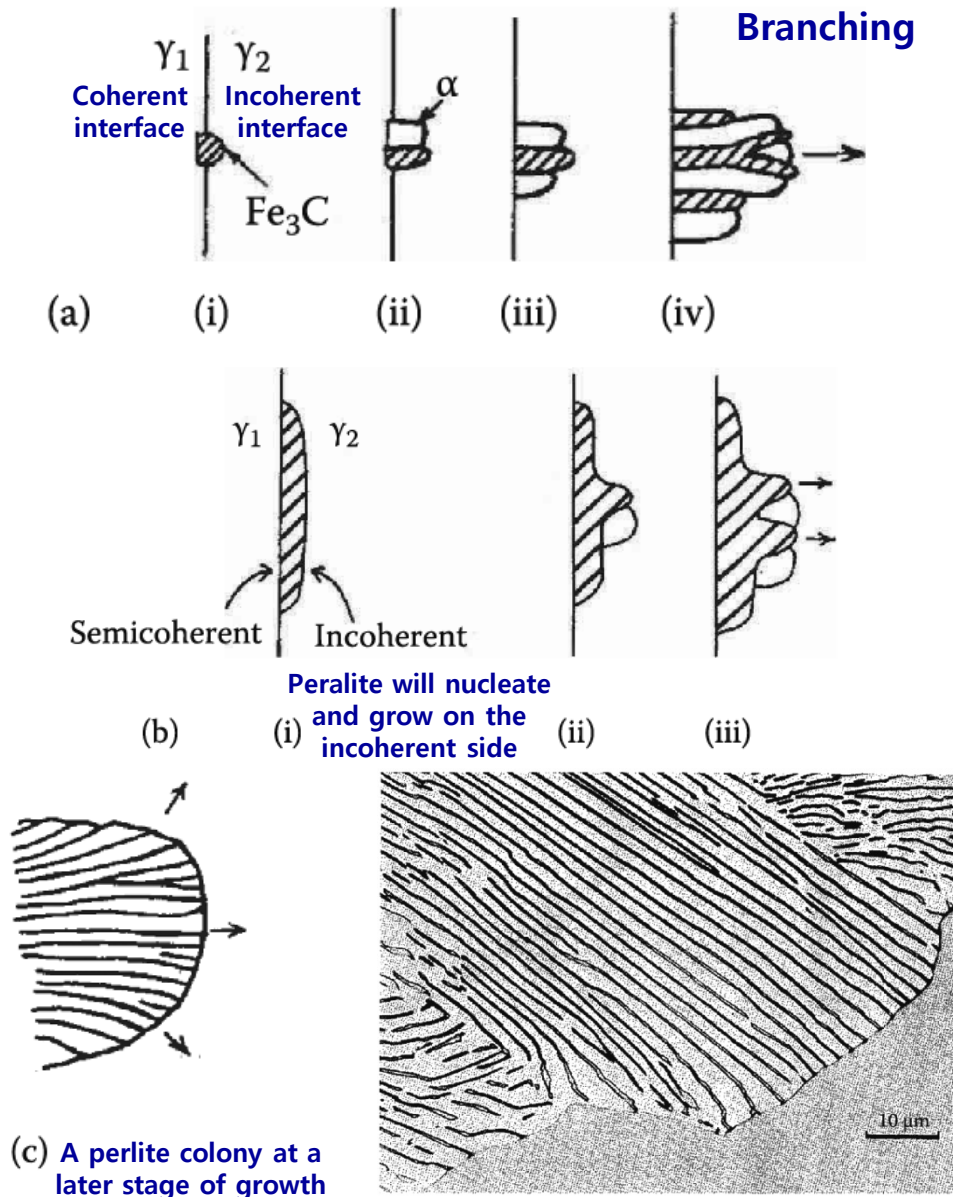 Branching
γ₁ γ₂
Coherent Incoherent
interface interface
α
Fe₃C
(a) (i) (ii) (iii) (iv)
γ₁ γ₂
Semicoherent Incoherent
Peralite will nucleate
and grow on the
incoherent side
(b) (i) (ii) (iii)
10 μm
(c) A perlite colony at a
later stage of growth